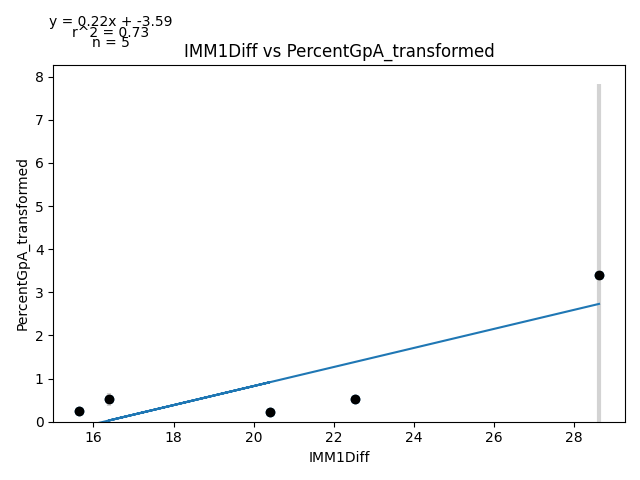 y = 0.22x + -3.59
r^2 = 0.73
n = 5
IMM1Diff vs PercentGpA_transformed
PercentGpA_transformed
8
7
6
5
4
3
2
1
0
16 18 20 22 24 26 28
IMM1Diff